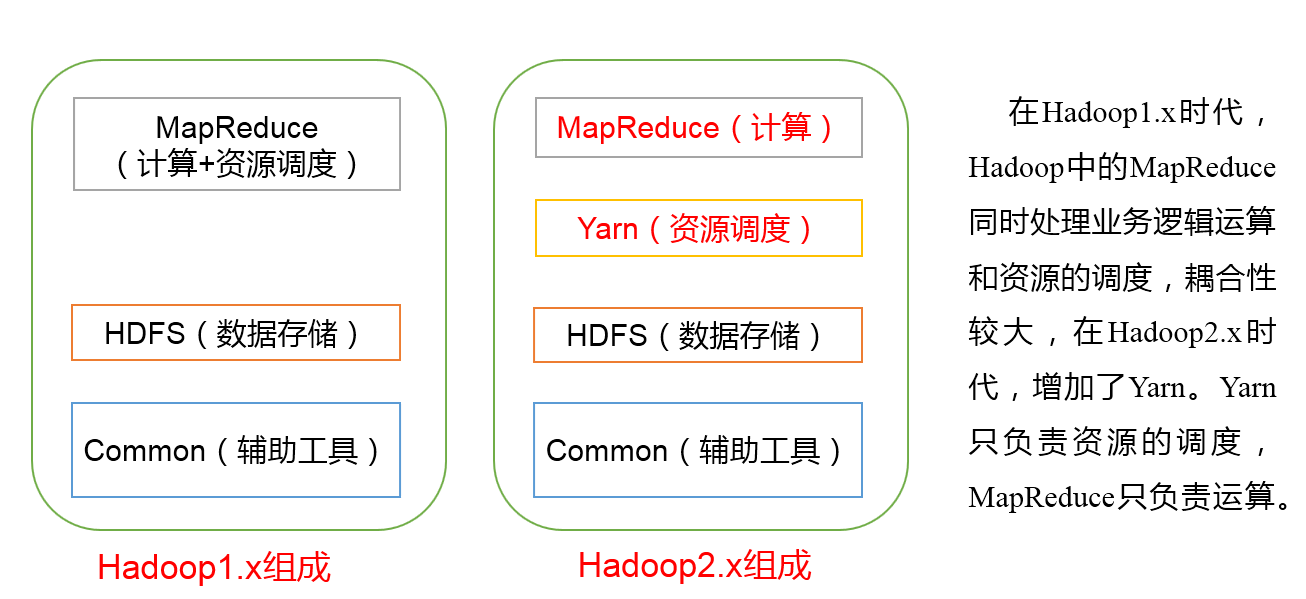 MapReduce
（计算+资源调度）
HDFS（数据存储）
Common（辅助工具）
Hadoop1.x组成
MapReduce（计算）
Yarn（资源调度）
HDFS（数据存储）
Common（辅助工具）
Hadoop2.x组成
在Hadoop1.x时代，
Hadoop中的MapReduce
同时处理业务逻辑运算
和资源的调度，耦合性
较大，在Hadoop2.x时
代，增加了Yarn。Yarn
只负责资源的调度，
MapReduce只负责运算。